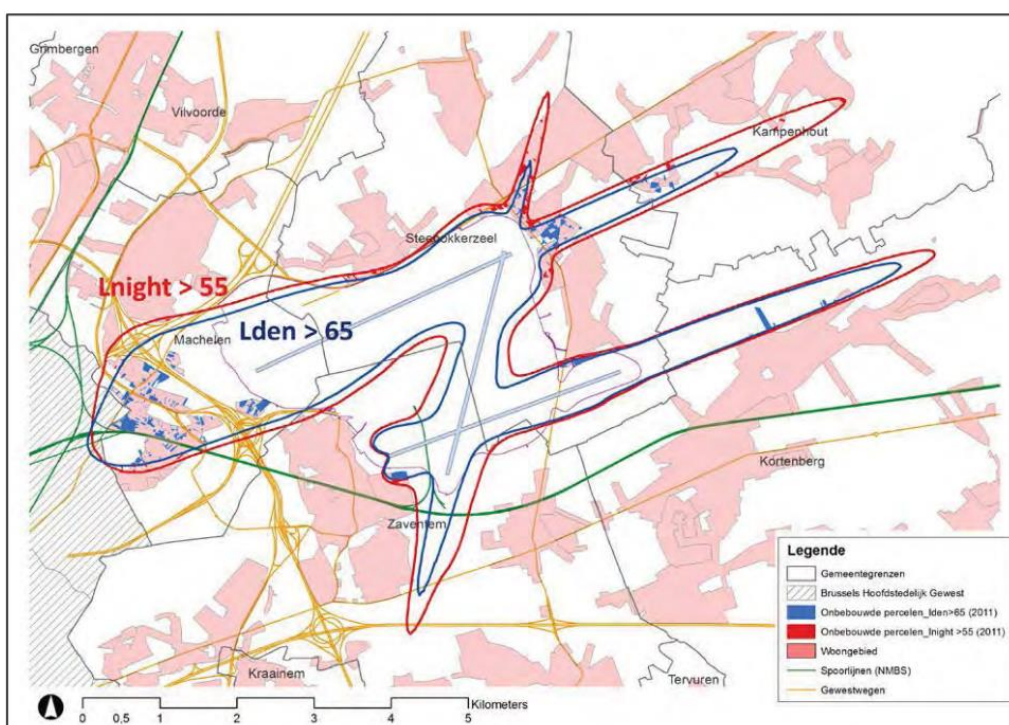 Grimbergen
Vilvoorde
Kampenhout
Steenokkerzeel
Lnight > 55
Machelen
Lden > 65
Kortenberg
Zaventem
Kraainem
Tervuren
Legende
Gemeentegrenzen
Brussels Hoofdstedelijk Gewest
Onbebouwde percelen_lden>65 (2011)
Onbebouwde percelen_lnight >55 (2011)
Woongebied
Spoorlijnen (NMBS)
Gewestwegen
Kilometers
0 0,5 1 2 3 4 5